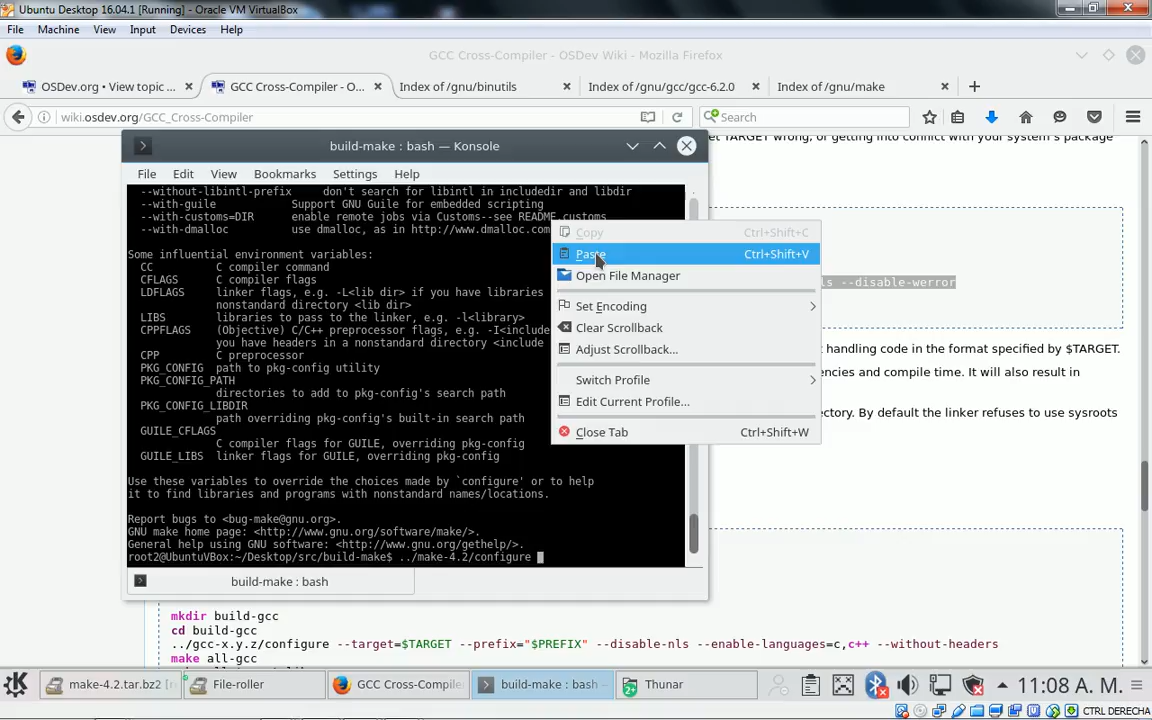 Ubuntu Desktop 16.04.1 [Running] - Oracle VM VirtualBox
File Machine View Input Devices Help
GCC Cross-Compiler - OSDev Wiki - Mozilla Firefox
OSDev.org • View topic ... GCC Cross-Compiler - O... Index of /gnu/binutils Index of /gnu/gcc/gcc-6.2.0 Index of /gnu/make
wiki.osdev.org/GCC_Cross-Compiler Search
TARGET wrong, or getting into conflict with your system's package
build-make : bash — Konsole
File Edit View Bookmarks Settings Help
--without-libintl-prefix don't search for libintl in includedir and libdir
--with-guile Support GNU Guile for embedded scripting
--with-customs=DIR enable remote jobs via Customs--see README.customs
--with-dmalloc use dmalloc, as in http://www.dmalloc.com
Some influential environment variables:
CC C compiler command
CFLAGS C compiler flags
LDFLAGS linker flags, e.g. -L<lib dir> if you have libraries
nonstandard directory <lib dir>
LIBS libraries to pass to the linker, e.g. -l<library>
CPPFLAGS (Objective) C/C++ preprocessor flags, e.g. -I<include
you have headers in a nonstandard directory <include
CPP C preprocessor
PKG_CONFIG path to pkg-config utility
PKG_CONFIG_PATH
directories to add to pkg-config's search path
PKG_CONFIG_LIBDIR
path overriding pkg-config's built-in search path
GUILE_CFLAGS
C compiler flags for GUILE, overriding pkg-config
GUILE_LIBS linker flags for GUILE, overriding pkg-config
Use these variables to override the choices made by `configure' or to help
it to find libraries and programs with nonstandard names/locations.
Report bugs to <bug-make@gnu.org>.
GNU make home page: <http://www.gnu.org/software/make/>.
General help using GNU software: <http://www.gnu.org/gethelp/>.
root2@UbuntuVBox:~/Desktop/src/build-make$ ../make-4.2/configure
build-make : bash
Copy Ctrl+Shift+C
Paste Ctrl+Shift+V
Open File Manager
Set Encoding
Clear Scrollback
Adjust Scrollback...
Switch Profile
Edit Current Profile...
Close Tab Ctrl+Shift+W
ls --disable-werror
handling code in the format specified by $TARGET.
encies and compile time. It will also result in
ctory. By default the linker refuses to use sysroots
mkdir build-gcc
cd build-gcc
../gcc-x.y.z/configure --target=$TARGET --prefix="$PREFIX" --disable-nls --enable-languages=c,c++ --without-headers
make all-gcc
make-4.2.tar.bz2 [r File-roller GCC Cross-Compile build-make : bash – Thunar 11:08 A. M.
CTRL DERECHA